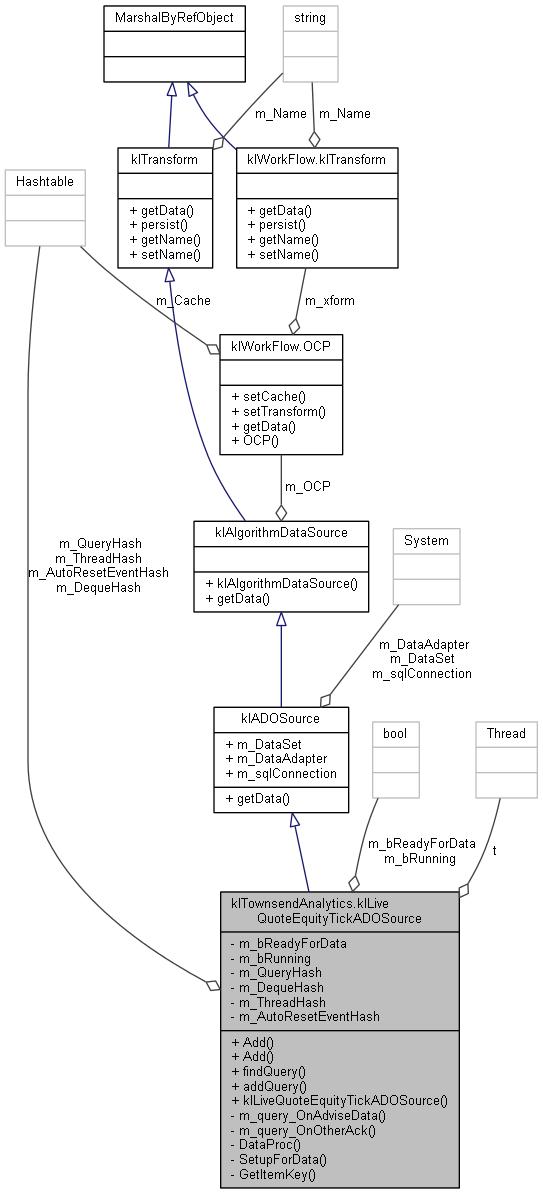 MarshalByRefObject
string
m_Name
m_Name
klTransform
+ getData()
+ persist()
+ getName()
+ setName()
klWorkFlow.klTransform
+ getData()
+ persist()
+ getName()
+ setName()
Hashtable
m_Cache
m_xform
klWorkFlow.OCP
+ setCache()
+ setTransform()
+ getData()
+ OCP()
m_OCP
klAlgorithmDataSource
+ klAlgorithmDataSource()
+ getData()
System
m_QueryHash
m_ThreadHash
m_AutoResetEventHash
m_DequeHash
m_DataAdapter
m_DataSet
m_sqlConnection
klADOSource
+ m_DataSet
+ m_DataAdapter
+ m_sqlConnection
+ getData()
bool
Thread
m_bReadyForData
m_bRunning
t
klTownsendAnalytics.klLive
QuoteEquityTickADOSource
- m_bReadyForData
- m_bRunning
- m_QueryHash
- m_DequeHash
- m_ThreadHash
- m_AutoResetEventHash
+ Add()
+ Add()
+ findQuery()
+ addQuery()
+ klLiveQuoteEquityTickADOSource()
- m_query_OnAdviseData()
- m_query_OnOtherAck()
- DataProc()
- SetupForData()
- GetItemKey()